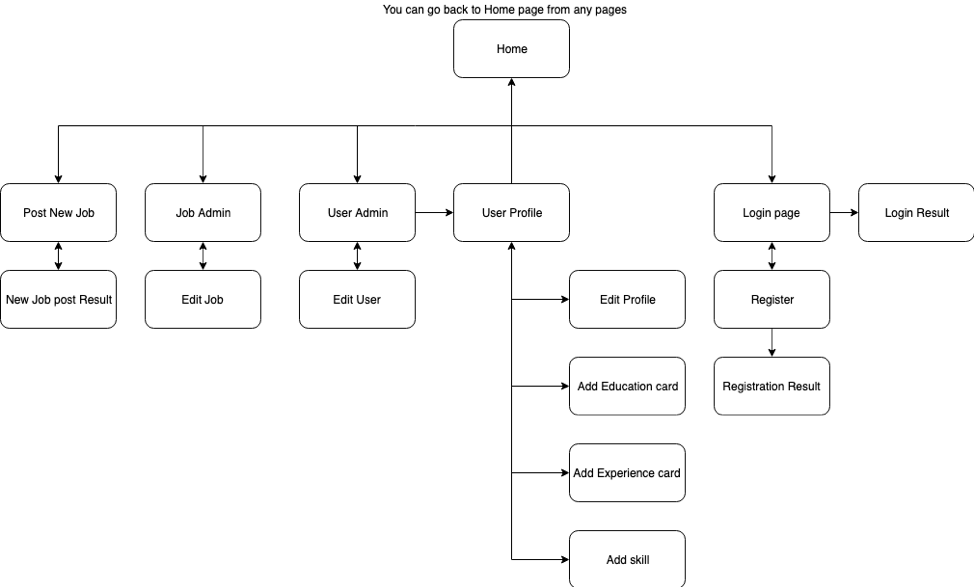 You can go back to Home page from any pages
Home
Post New Job
Job Admin
User Admin
User Profile
Login page
Login Result
New Job post Result
Edit Job
Edit User
Edit Profile
Register
Add Education card
Registration Result
Add Experience card
Add skill